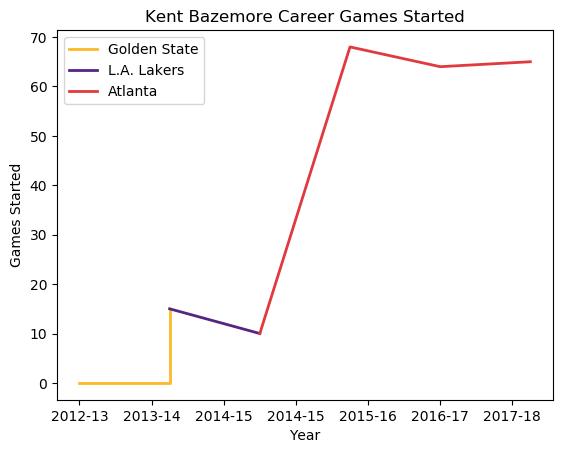 Kent Bazemore Career Games Started
Golden State
L.A. Lakers
Atlanta
70
60
50
40
30
20
10
0
Games Started
2012-13 2013-14 2014-15 2014-15 2015-16 2016-17 2017-18
Year